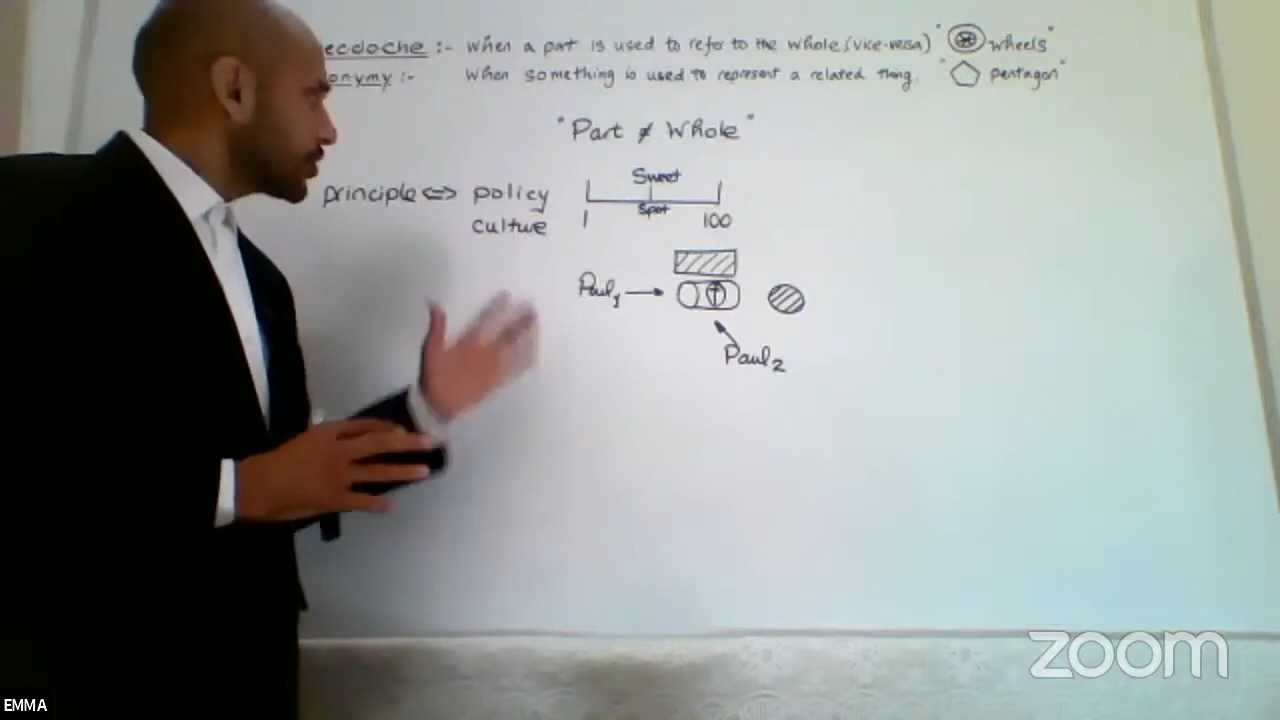 ecdoche :- when a part is used to refer to the whole (vice-versa) " wheels"
onymy :- When something is used to represent a related thing. " pentagon"
"Part ≠ Whole"
principle ⇔ policy
culture
Sweet
Spot
1 100
Paul1
Paul2
zoom
EMMA